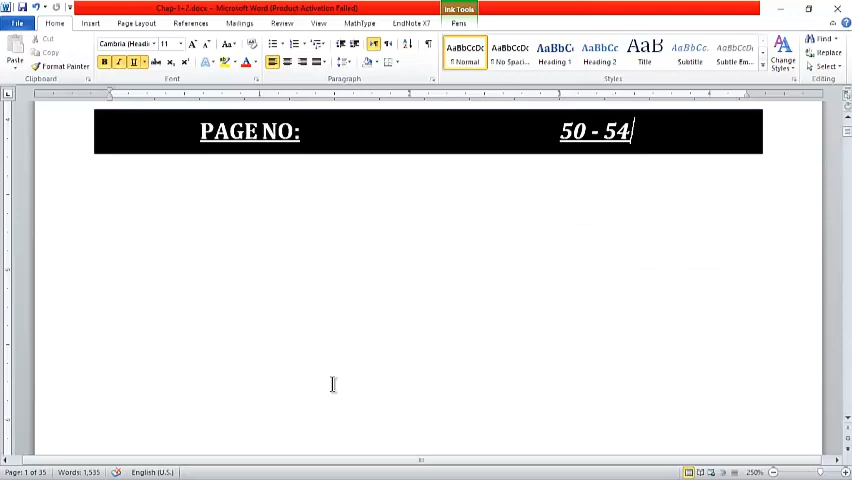 Chap-1+2.docx - Microsoft Word (Product Activation Failed)
Ink Tools
File Home Insert Page Layout References Mailings Review View MathType EndNote X7 Pens
Cut
Copy
Format Painter
Paste
Cambria (Headi 11
AaBbCcDc AaBbCcDc AaBbC AaBbCc AaB AaBbCc. AaBbCcDc
¶ Normal ¶ No Spaci... Heading 1 Heading 2 Title Subtitle Subtle Em...
Change Styles
Find
Replace
Select
Clipboard Font Paragraph Styles Editing
PAGE NO: 50 - 54
Page: 1 of 35 Words: 1,535 English (U.S.) 250%